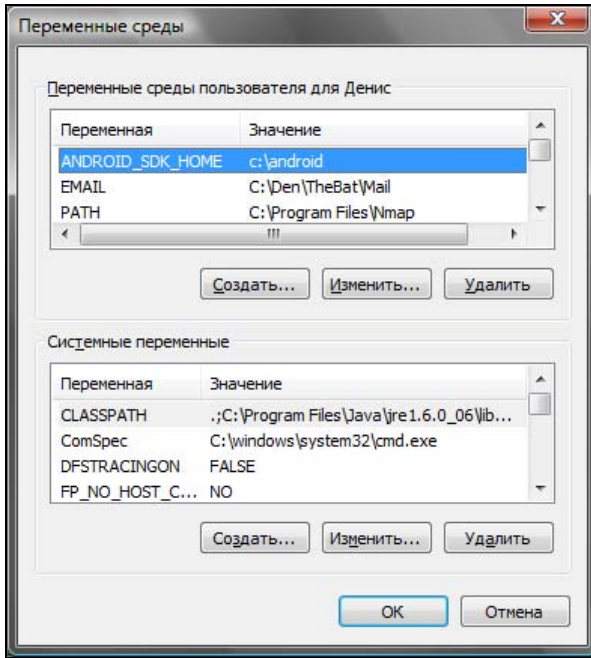 Переменные среды
Переменные среды пользователя для Денис
Переменная Значение
ANDROID_SDK_HOME c:\android
EMAIL C:\Den\TheBat\Mail
PATH C:\Program Files\Nmap
Создать... Изменить... Удалить
Системные переменные
Переменная Значение
CLASSPATH .;C:\Program Files\Java\jre1.6.0_06\lib...
ComSpec C:\windows\system32\cmd.exe
DFSTRACINGON FALSE
FP_NO_HOST_C... NO
Создать... Изменить... Удалить
ОК Отмена